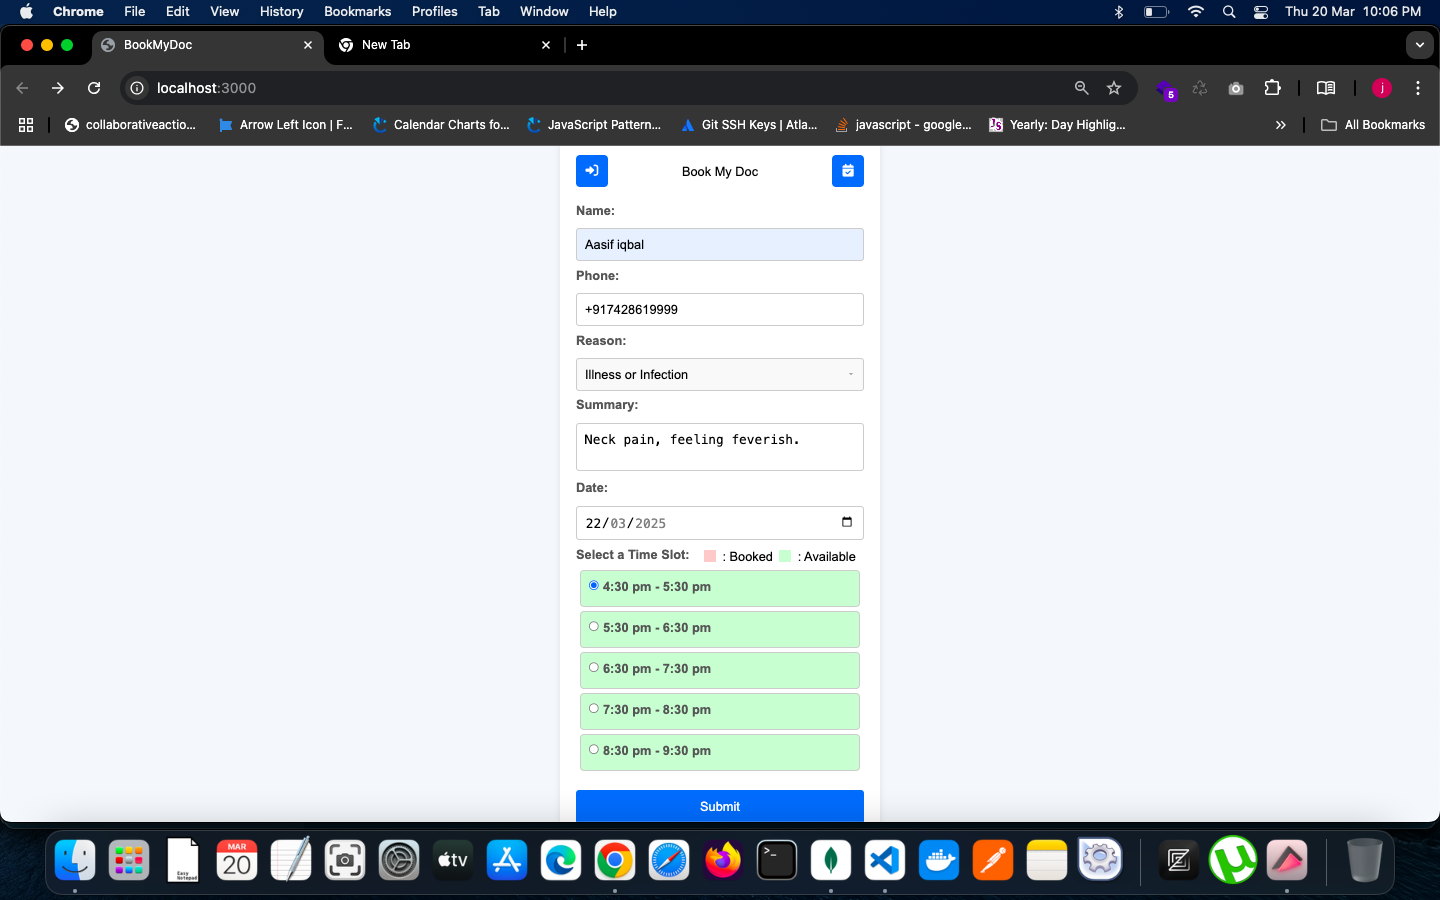 Chrome File Edit View History Bookmarks Profiles Tab Window Help Thu 20 Mar 10:06 PM
BookMyDoc New Tab
localhost:3000 5 j
collaborativeactio... Arrow Left Icon | F... Calendar Charts fo... JavaScript Pattern... Git SSH Keys | Atla... javascript - google... JS Yearly: Day Highlig... » All Bookmarks
Book My Doc
Name:
Aasif iqbal
Phone:
+917428619999
Reason:
Illness or Infection
Summary:
Neck pain, feeling feverish.
Date:
22/03/2025
Select a Time Slot: : Booked : Available
4:30 pm - 5:30 pm
5:30 pm - 6:30 pm
6:30 pm - 7:30 pm
7:30 pm - 8:30 pm
8:30 pm - 9:30 pm
Submit
Easy Notepad
MAR
20
tv